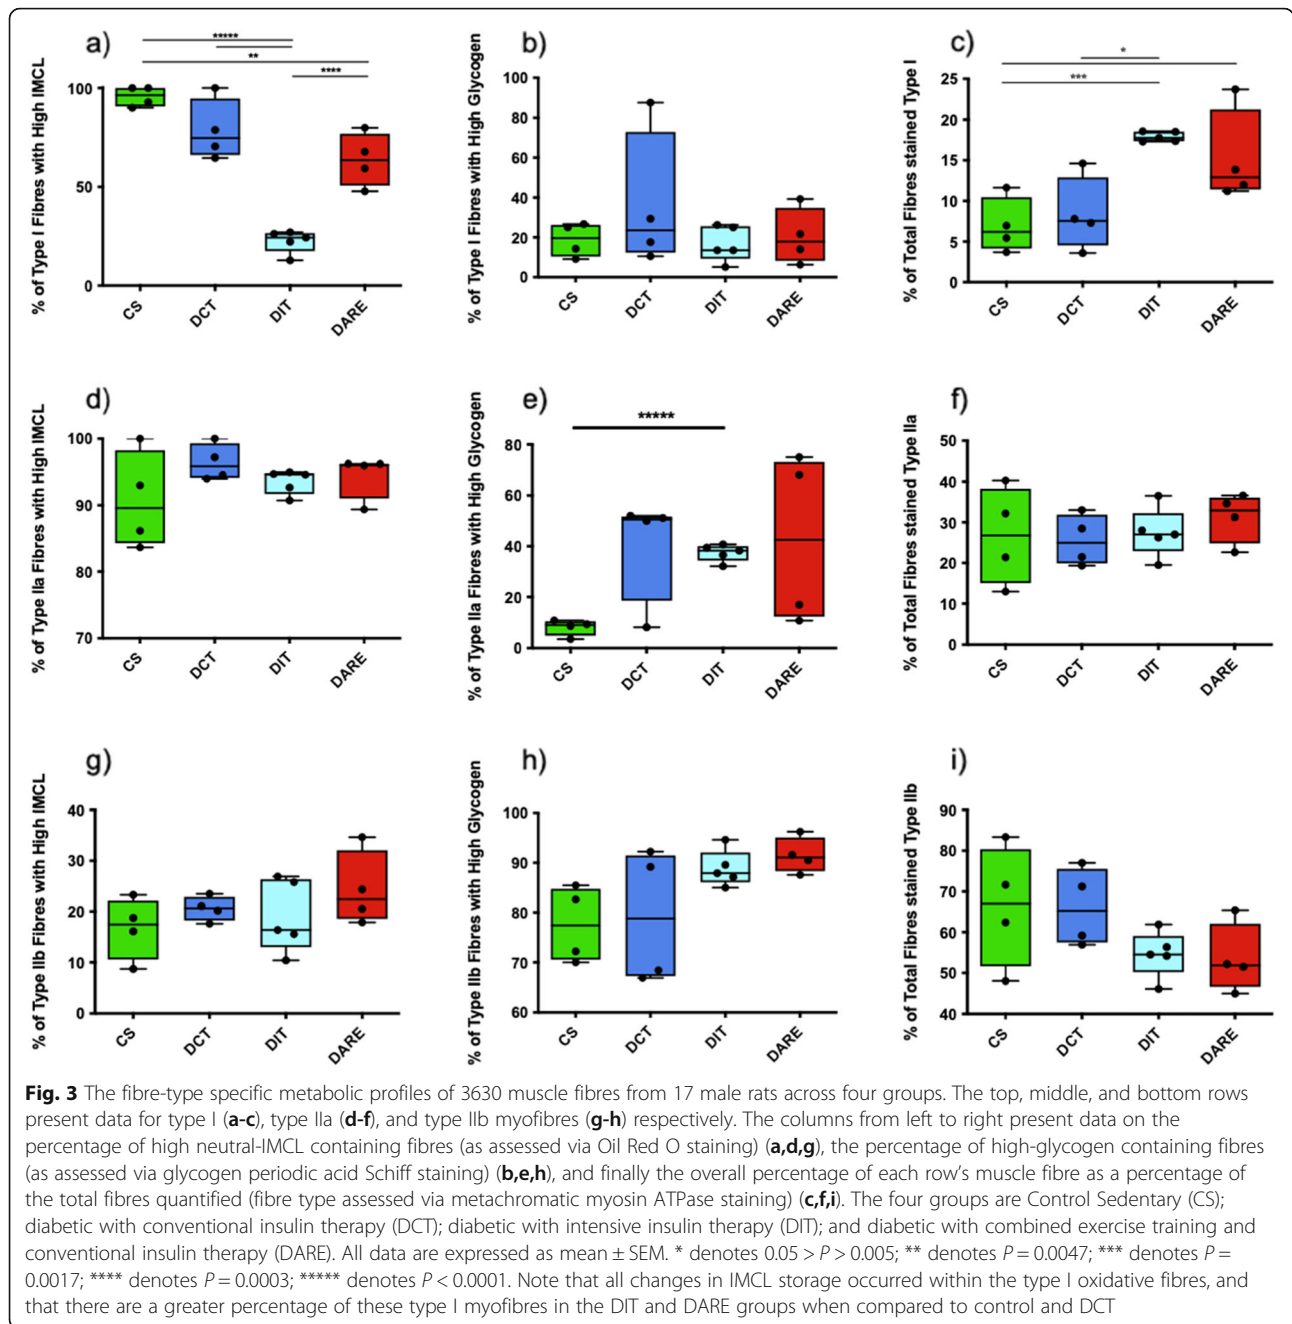 a)
*****
**
****
% of Type I Fibres with High IMCL
100
50
0
CS
DCT
DIT
DARE
b)
% of Type I Fibres with High Glycogen
100
80
60
40
20
0
CS
DCT
DIT
DARE
c)
*
***
% of Total Fibres stained Type I
25
20
15
10
5
0
CS
DCT
DIT
DARE
d)
% of Type IIa Fibres with High IMCL
100
90
80
70
CS
DCT
DIT
DARE
e)
*****
% of Type IIa Fibres with High Glycogen
80
60
40
20
0
CS
DCT
DIT
DARE
f)
% of Total Fibres stained Type IIa
50
40
30
20
10
0
CS
DCT
DIT
DARE
g)
% of Type IIb Fibres with High IMCL
40
30
20
10
0
CS
DCT
DIT
DARE
h)
% of Type IIb Fibres with High Glycogen
100
90
80
70
60
CS
DCT
DIT
DARE
i)
% of Total Fibres stained Type IIb
90
80
70
60
50
40
CS
DCT
DIT
DARE
Fig. 3 The fibre-type specific metabolic profiles of 3630 muscle fibres from 17 male rats across four groups. The top, middle, and bottom rows
present data for type I (a-c), type IIa (d-f), and type IIb myofibres (g-h) respectively. The columns from left to right present data on the
percentage of high neutral-IMCL containing fibres (as assessed via Oil Red O staining) (a,d,g), the percentage of high-glycogen containing fibres
(as assessed via glycogen periodic acid Schiff staining) (b,e,h), and finally the overall percentage of each row's muscle fibre as a percentage of
the total fibres quantified (fibre type assessed via metachromatic myosin ATPase staining) (c,f,i). The four groups are Control Sedentary (CS);
diabetic with conventional insulin therapy (DCT); diabetic with intensive insulin therapy (DIT); and diabetic with combined exercise training and
conventional insulin therapy (DARE). All data are expressed as mean ± SEM. * denotes 0.05 > P > 0.005; ** denotes P = 0.0047; *** denotes P =
0.0017; **** denotes P = 0.0003; ***** denotes P < 0.0001. Note that all changes in IMCL storage occurred within the type I oxidative fibres, and
that there are a greater percentage of these type I myofibres in the DIT and DARE groups when compared to control and DCT